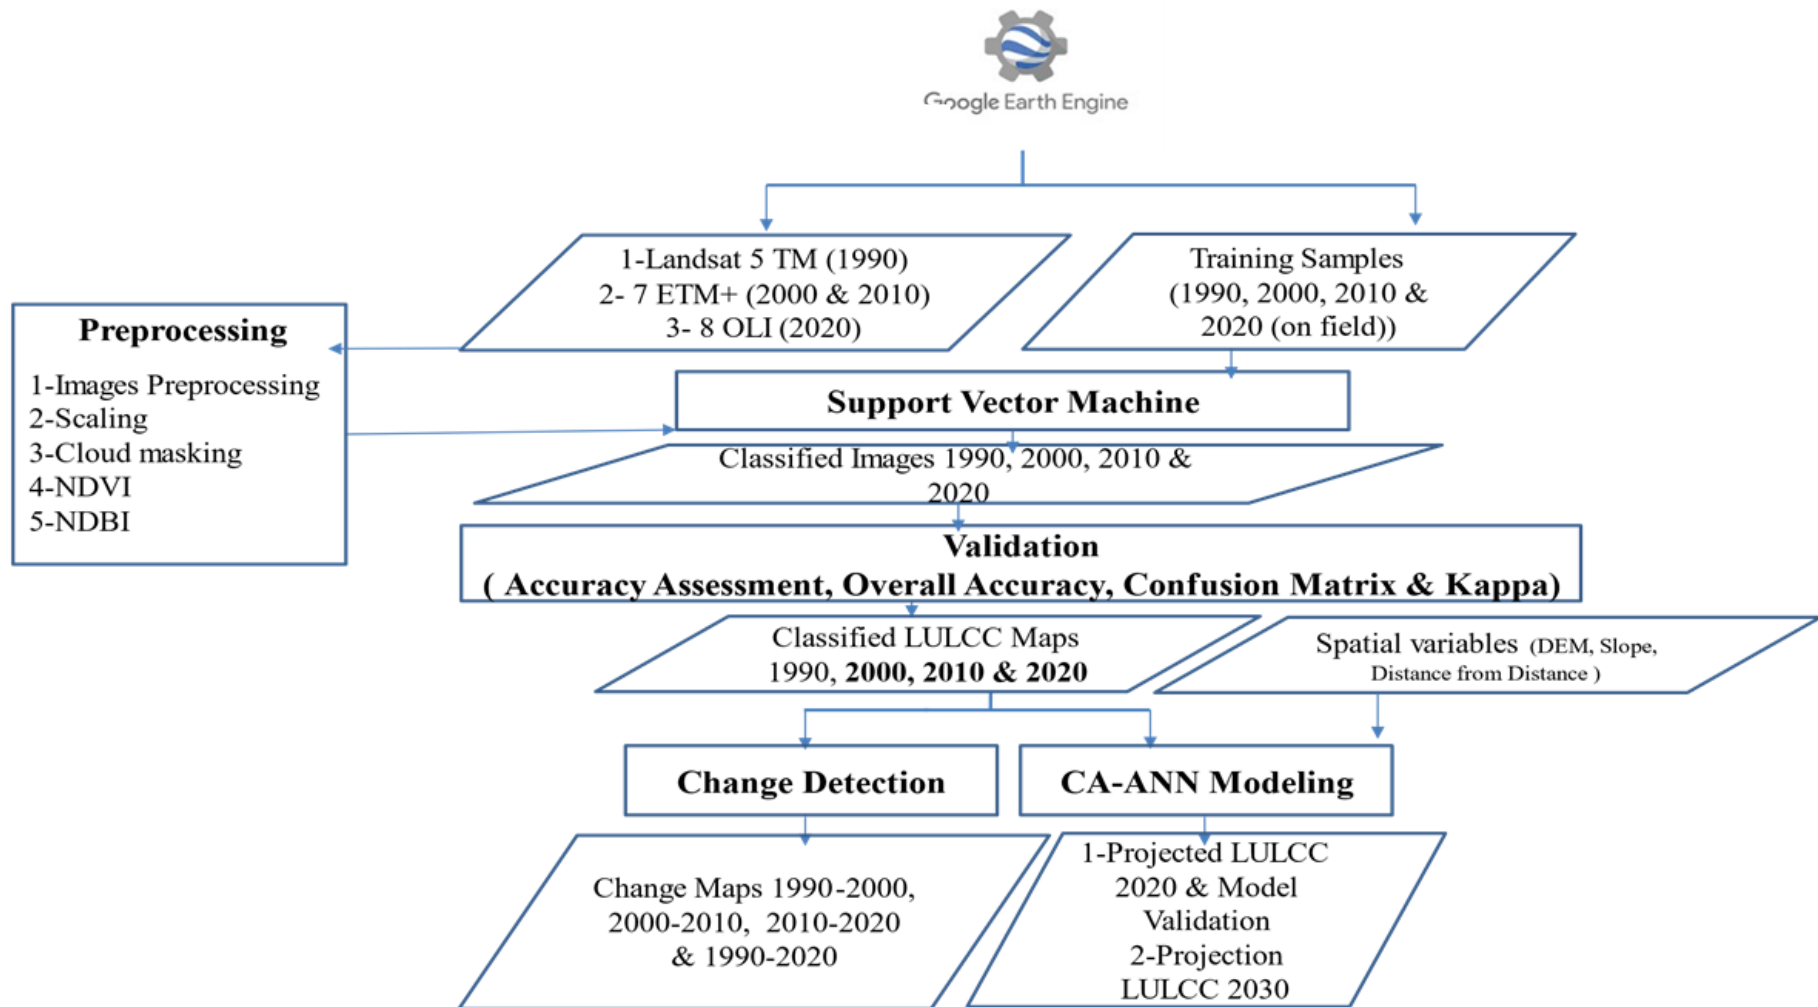 Google Earth Engine
1-Landsat 5 TM (1990)
2- 7 ETM+ (2000 & 2010)
3- 8 OLI (2020)
Training Samples
(1990, 2000, 2010 &
2020 (on field))
Preprocessing
1-Images Preprocessing
2-Scaling
3-Cloud masking
4-NDVI
5-NDBI
Support Vector Machine
Classified Images 1990, 2000, 2010 &
2020
Validation
( Accuracy Assessment, Overall Accuracy, Confusion Matrix & Kappa)
Classified LULCC Maps
1990, 2000, 2010 & 2020
Spatial variables (DEM, Slope,
Distance from Distance )
Change Detection
CA-ANN Modeling
Change Maps 1990-2000,
2000-2010, 2010-2020
& 1990-2020
1-Projected LULCC
2020 & Model
Validation
2-Projection
LULCC 2030